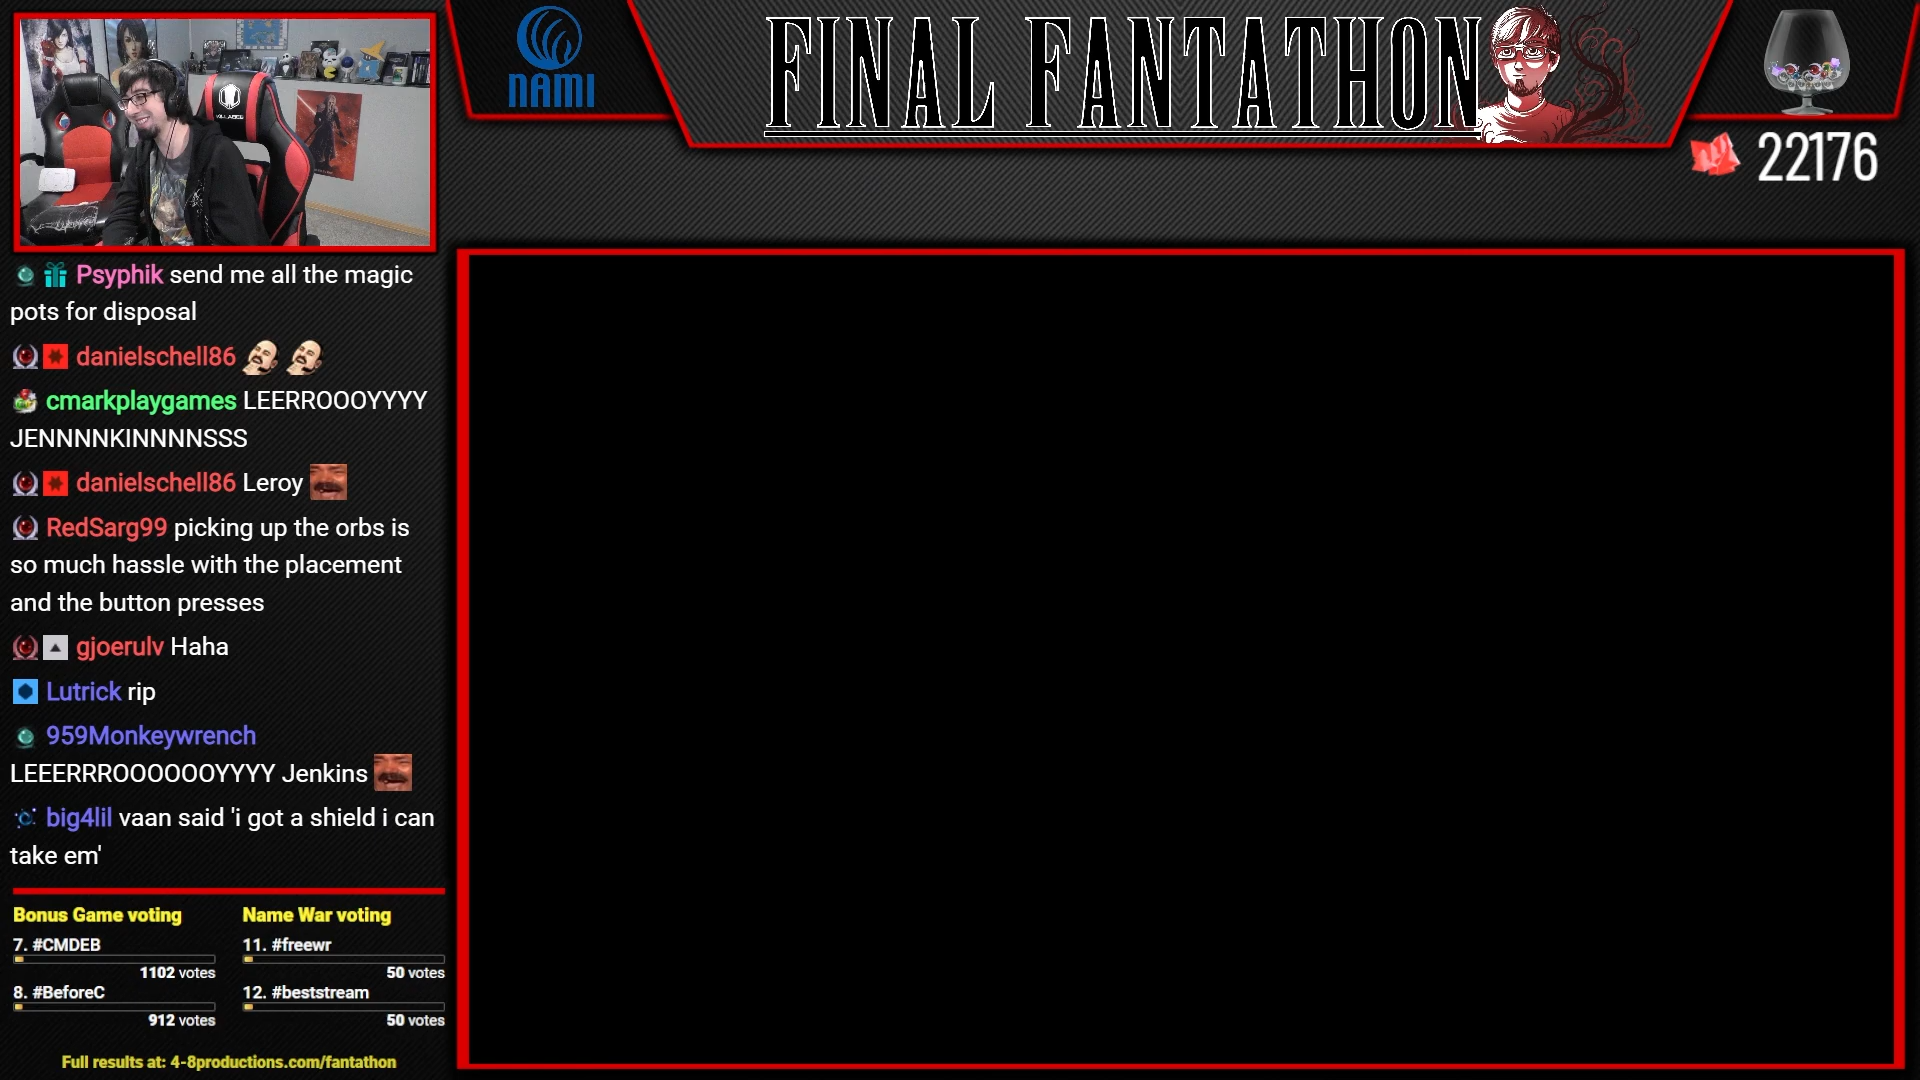 NAMI
FINAL FANTATHON
22176
Psyphik send me all the magic
pots for disposal
danielschell86
cmarkplaygames LEERROOOYYYY
JENNNNKINNNNSSS
danielschell86 Leroy
RedSarg99 picking up the orbs is
so much hassle with the placement
and the button presses
gjoerulv Haha
Lutrick rip
959Monkeywrench
LEEERRROOOOOOYYYY Jenkins
big4lil vaan said 'i got a shield i can
take em'
Bonus Game voting
7. #CMDEB
1102 votes
8. #BeforeC
912 votes
Name War voting
11. #freewr
50 votes
12. #beststream
50 votes
Full results at: 4-8productions.com/fantathon